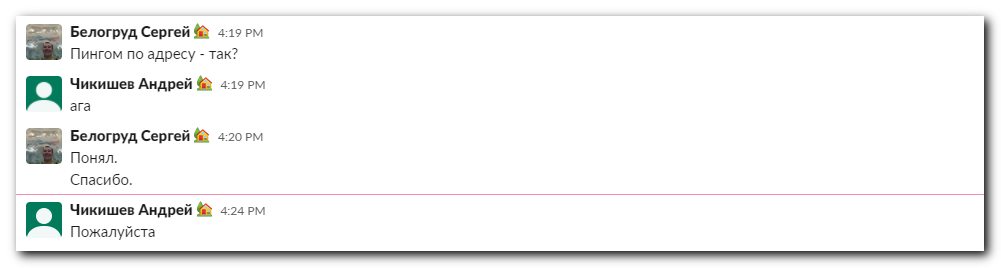 Белогруд Сергей 🏡 4:19 PM
Пингом по адресу - так?
Чикишев Андрей 🏡 4:19 PM
ага
Белогруд Сергей 🏡 4:20 PM
Понял.
Спасибо.
Чикишев Андрей 🏡 4:24 PM
Пожалуйста